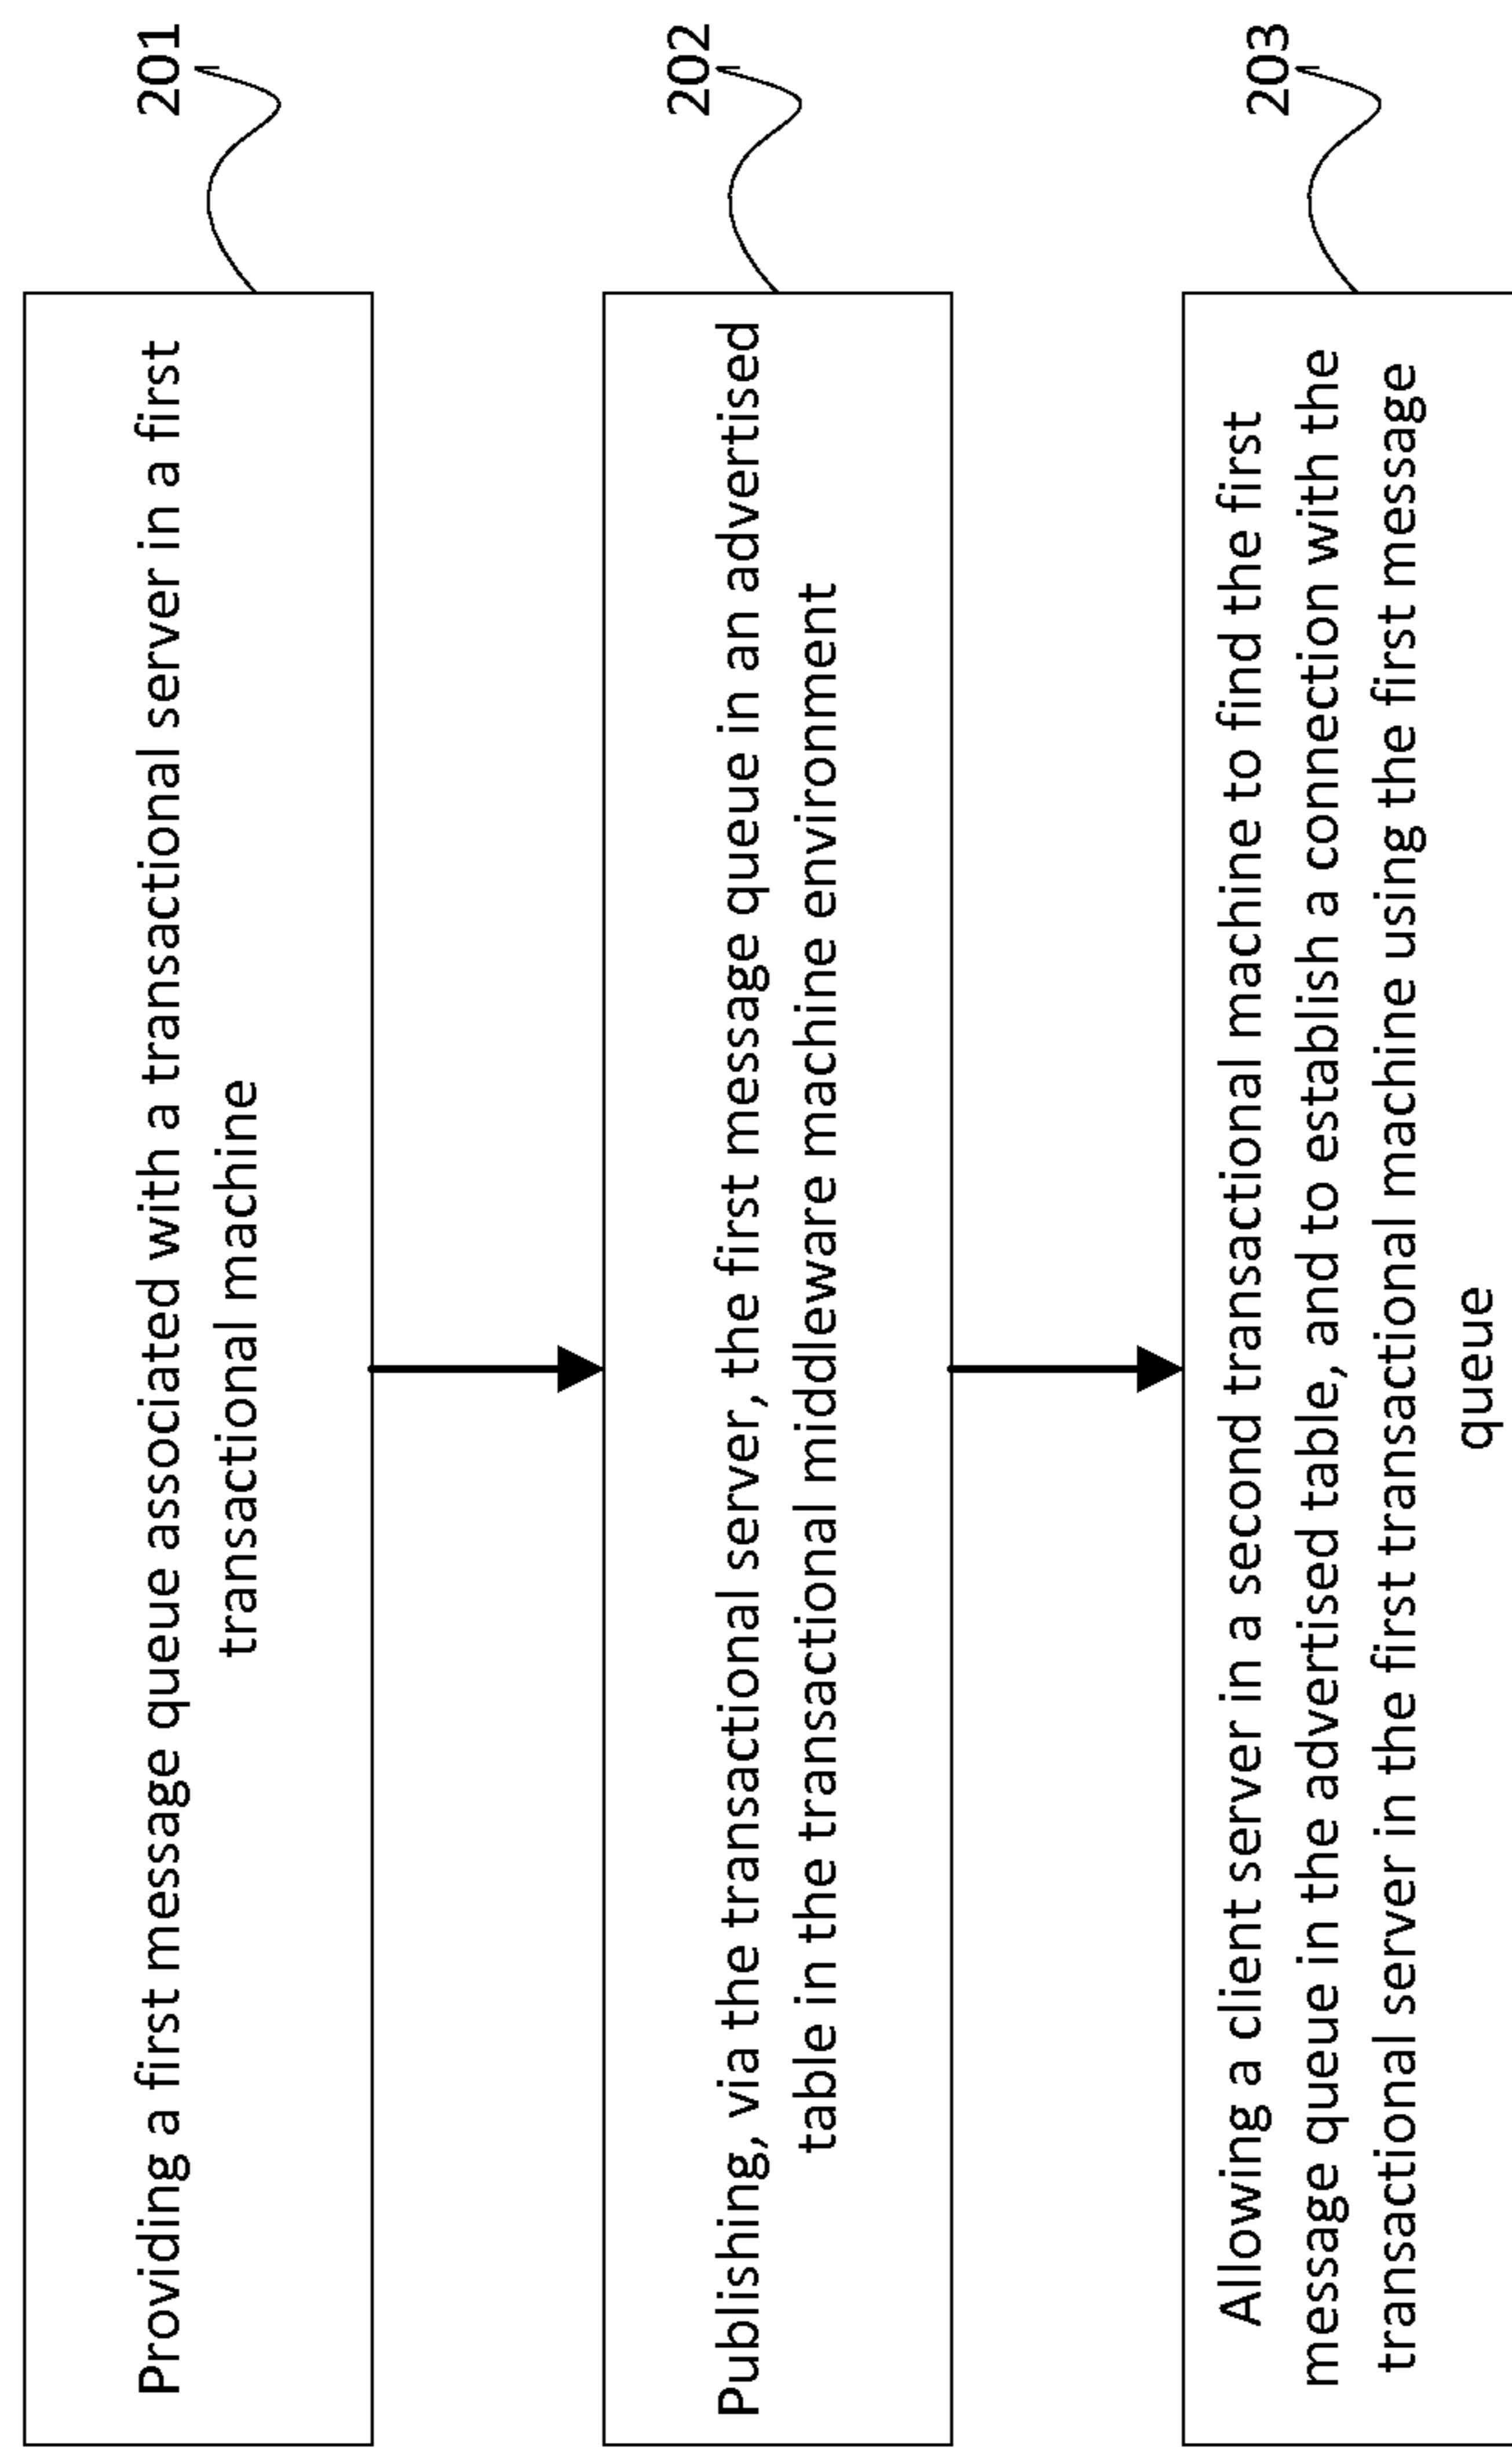 201
Providing a first message queue associated with a transactional server in a first
transactional machine
202
Publishing, via the transactional server, the first message queue in an advertised
table in the transactional middleware machine environment
203
Allowing a client server in a second transactional machine to find the first
message queue in the advertised table, and to establish a connection with the
transactional server in the first transactional machine using the first message
queue